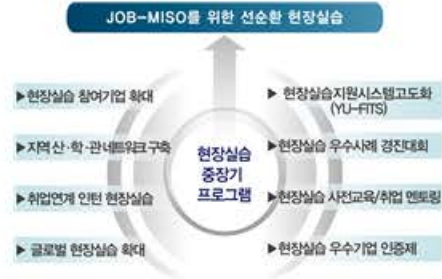 JOB-MISO를 위한 선순환 현장실습
▶현장실습 참여기업 확대
▶지역 산·학·관 네트워크 구축
▶취업연계 인턴 현장실습
▶글로벌 현장실습 확대
현장실습
중장기
프로그램
▶현장실습지원시스템고도화
(YU-FITS)
▶현장실습 우수사례 경진대회
▶현장실습 사전교육/취업 멘토링
▶현장실습 우수기업 인증제